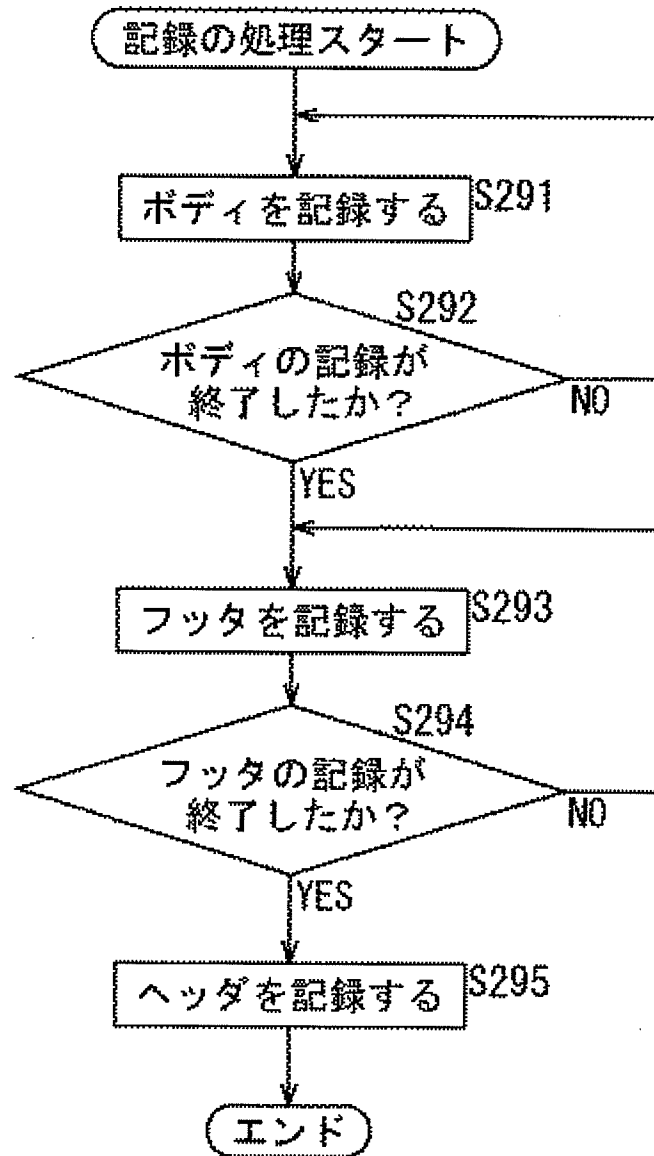 記録の処理スタート
ボディを記録する
S291
S292
ボディの記録が
終了したか?
NO
YES
フッタを記録する
S293
S294
フッタの記録が
終了したか?
NO
YES
ヘッダを記録する
S295
エンド